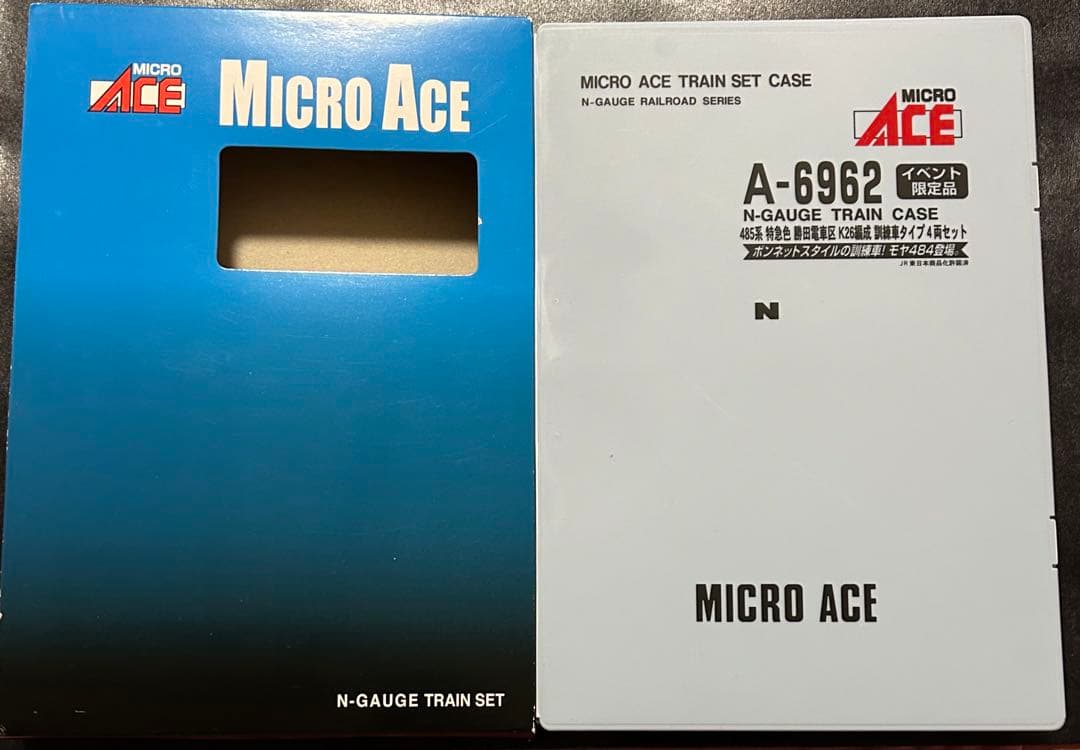 MICRO
ACE
MICRO ACE
N-GAUGE TRAIN SET
MICRO ACE TRAIN SET CASE
N-GAUGE RAILROAD SERIES
MICRO
ACE
A-6962
イベント
限定品
N-GAUGE TRAIN CASE
485系 特急色 勝田電車区 K26編成 訓練車タイプ 4両セット
ボンネットスタイルの訓練車! モヤ484登場。
JR東日本商品化許諾済
N
MICRO ACE